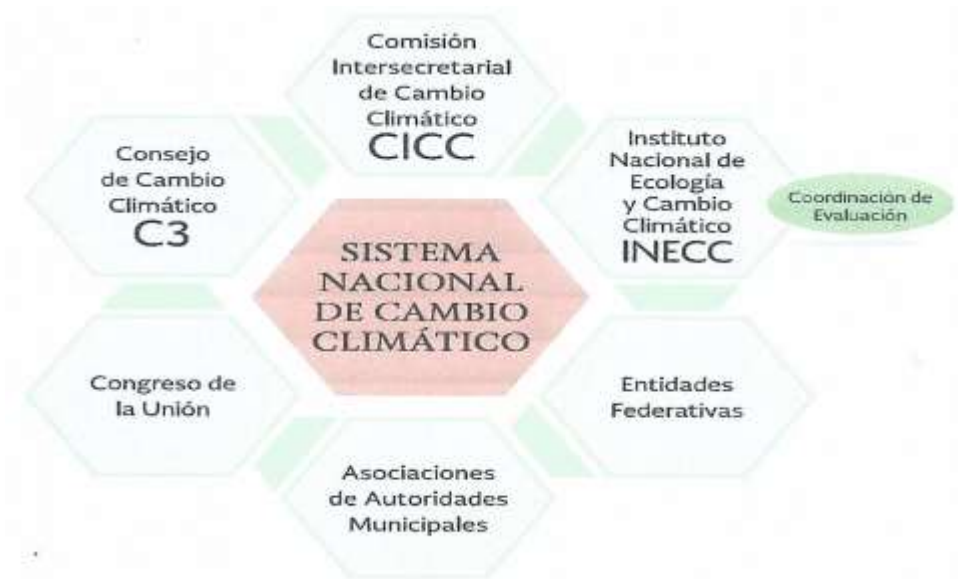 Comisión
Intersecretarial
de Cambio
Climático
CICC
Consejo
de Cambio
Climático
C3
Instituto
Nacional de
Ecología
y Cambio
Climático
INECC
Coordinación de
Evaluación
SISTEMA
NACIONAL
DE CAMBIO
CLIMÁTICO
Congreso de
la Unión
Entidades
Federativas
Asociaciones
de Autoridades
Municipales